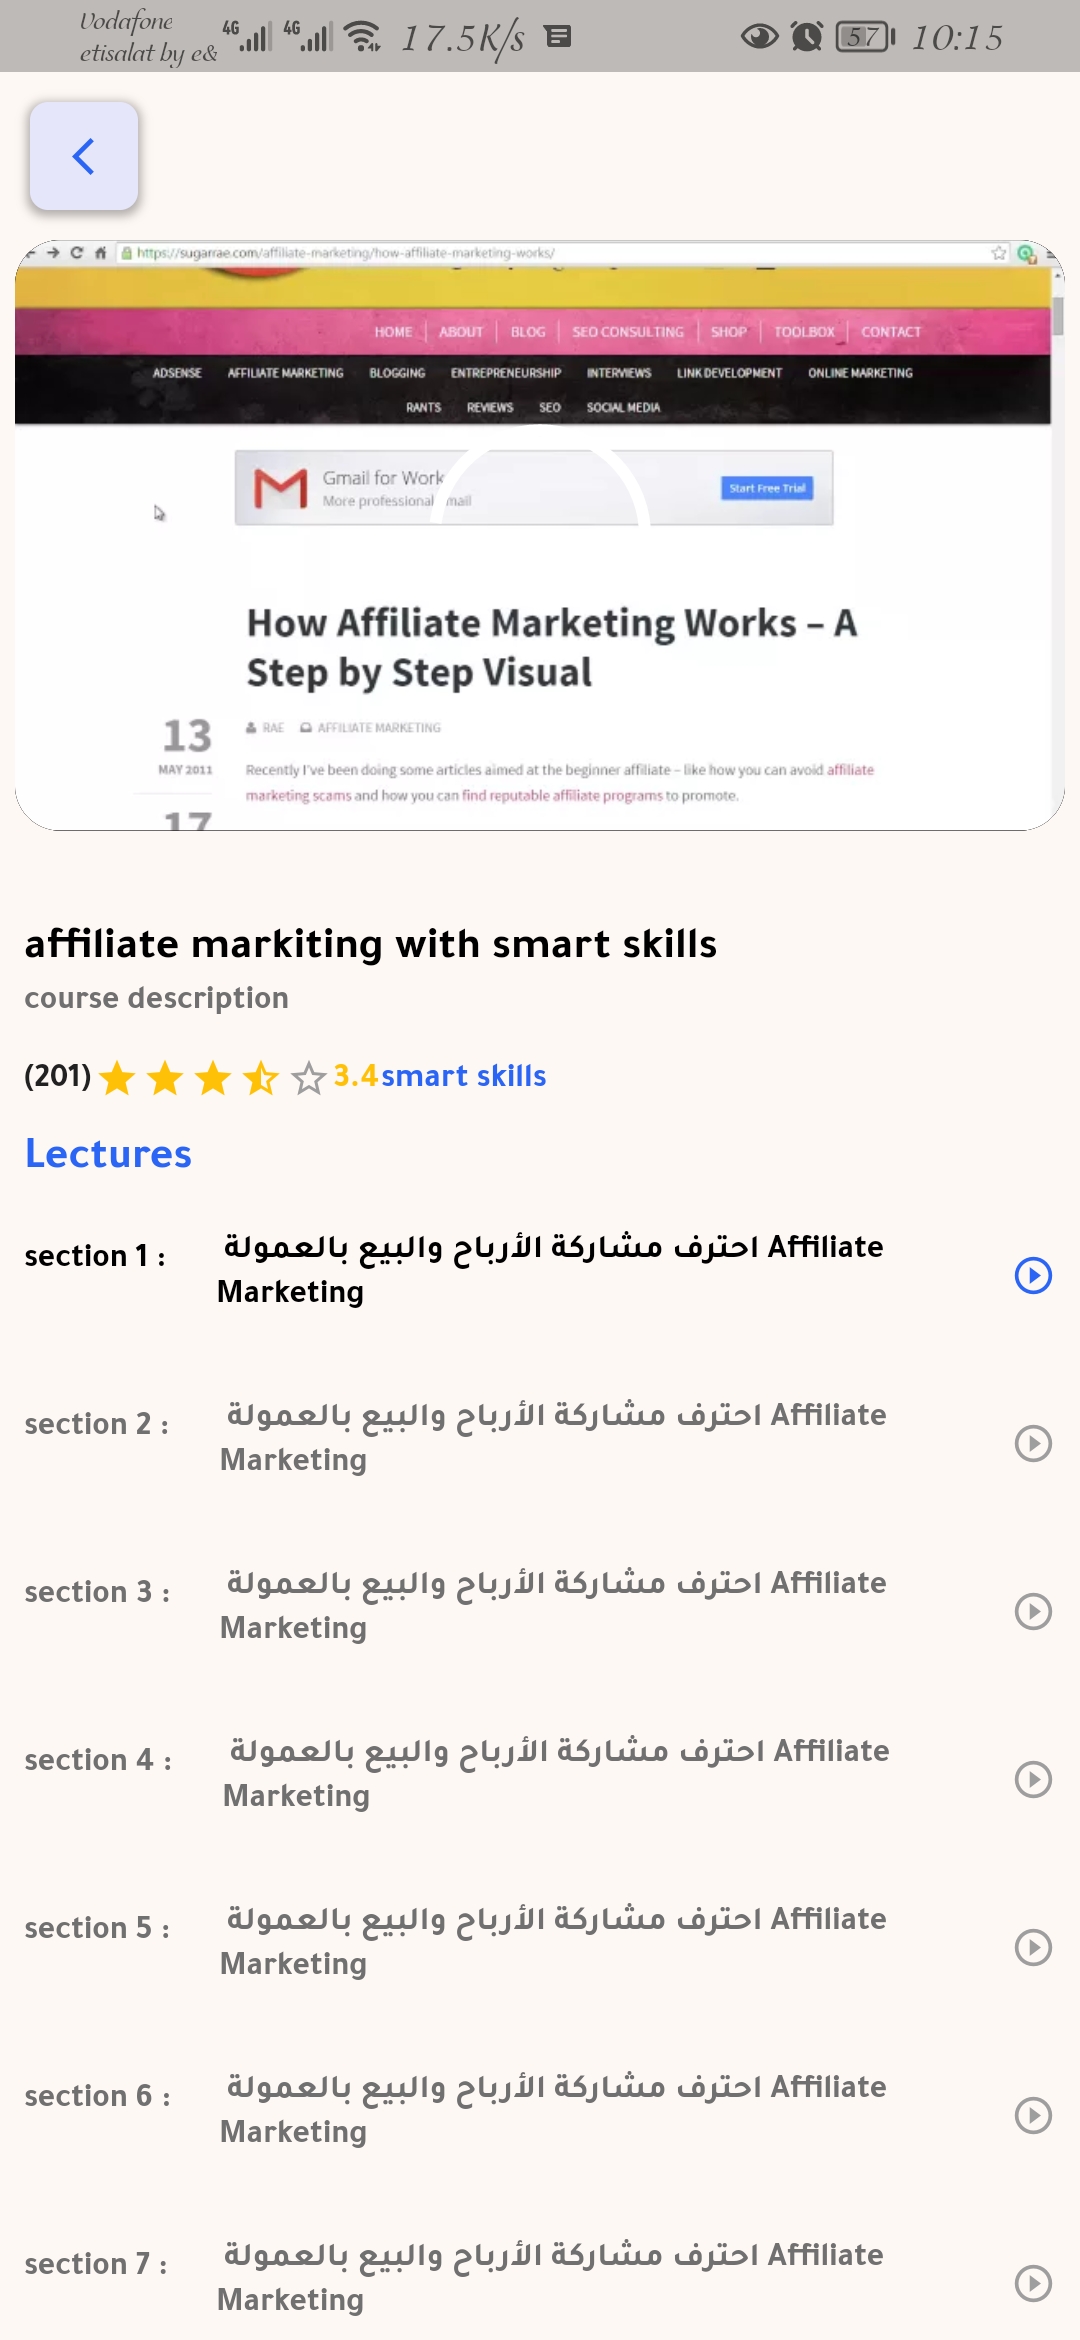 Vodafone
etisalat by e&
4G 4G 17.5K/s 57 10:15
https://sugarrae.com/affiliate-marketing/how-affiliate-marketing-works/
HOME ABOUT BLOG SEO CONSULTING SHOP TOOLBOX CONTACT
ADSENSE AFFILIATE MARKETING BLOGGING ENTREPRENEURSHIP INTERVIEWS LINK DEVELOPMENT ONLINE MARKETING
RANTS REVIEWS SEO SOCIAL MEDIA
Gmail for Work
More professional mail
Start Free Trial
How Affiliate Marketing Works – A
Step by Step Visual
13
MAY 2011
RAE AFFILIATE MARKETING
Recently I've been doing some articles aimed at the beginner affiliate – like how you can avoid affiliate
marketing scams and how you can find reputable affiliate programs to promote.
17
affiliate markiting with smart skills
course description
(201) 3.4 smart skills
Lectures
section 1 : احترف مشاركة الأرباح والبيع بالعمولة Affiliate
Marketing
section 2 : احترف مشاركة الأرباح والبيع بالعمولة Affiliate
Marketing
section 3 : احترف مشاركة الأرباح والبيع بالعمولة Affiliate
Marketing
section 4 : احترف مشاركة الأرباح والبيع بالعمولة Affiliate
Marketing
section 5 : احترف مشاركة الأرباح والبيع بالعمولة Affiliate
Marketing
section 6 : احترف مشاركة الأرباح والبيع بالعمولة Affiliate
Marketing
section 7 : احترف مشاركة الأرباح والبيع بالعمولة Affiliate
Marketing